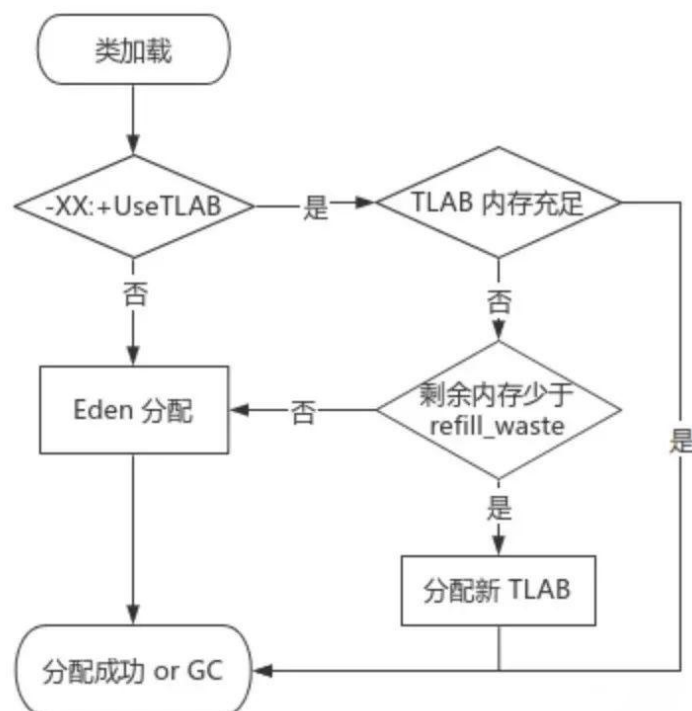 类加载
-XX:+UseTLAB
是
TLAB 内存充足
否
否
Eden 分配
否
剩余内存少于
refill_waste
是
是
分配新 TLAB
分配成功 or GC